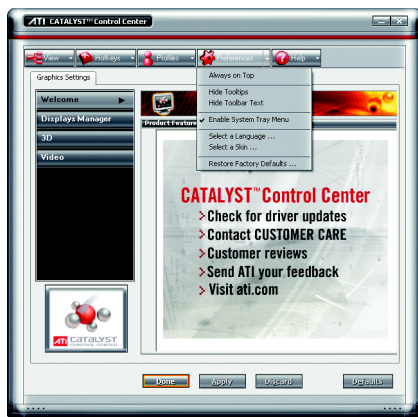 ATI CATALYST™ Control Center
View Hotkeys Profiles Preferences Help
Graphics Settings
Always on Top
Hide Tooltips
Hide Toolbar Text
Enable System Tray Menu
Select a Language ...
Select a Skin ...
Restore Factory Defaults ...
Welcome
Displays Manager
3D
Video
Product Feature
CATALYST™ Control Center
> Check for driver updates
> Contact CUSTOMER CARE
> Customer reviews
> Send ATI your feedback
> Visit ati.com
ATI CATALYST
CONTROL CENTER
Done Apply Discard Defaults